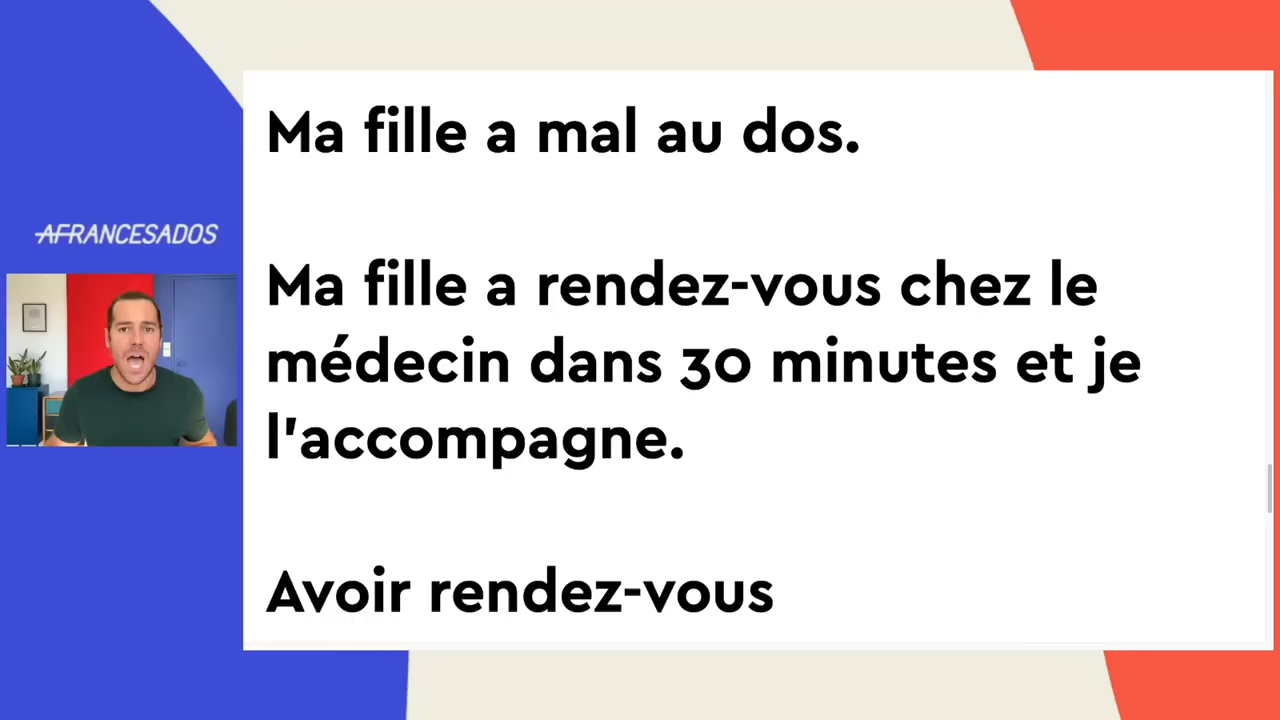 AFRANCESADOS
Ma fille a mal au dos.
Ma fille a rendez-vous chez le
médecin dans 30 minutes et je
l'accompagne.
Avoir rendez-vous